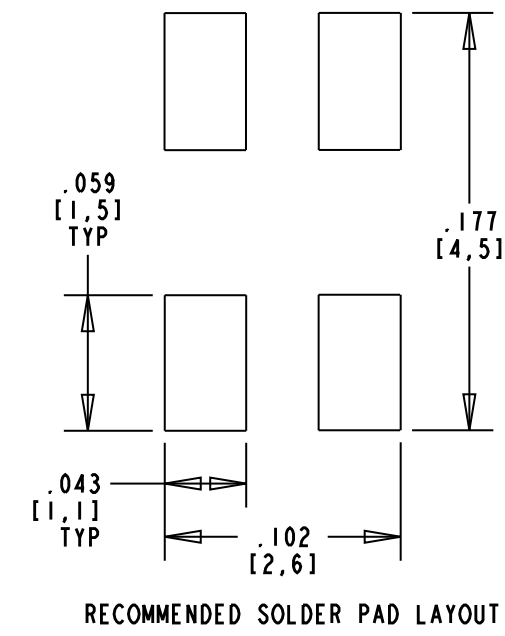 .059
[1,5]
TYP
.177
[4,5]
.043
[1,1]
TYP
.102
[2,6]
RECOMMENDED SOLDER PAD LAYOUT